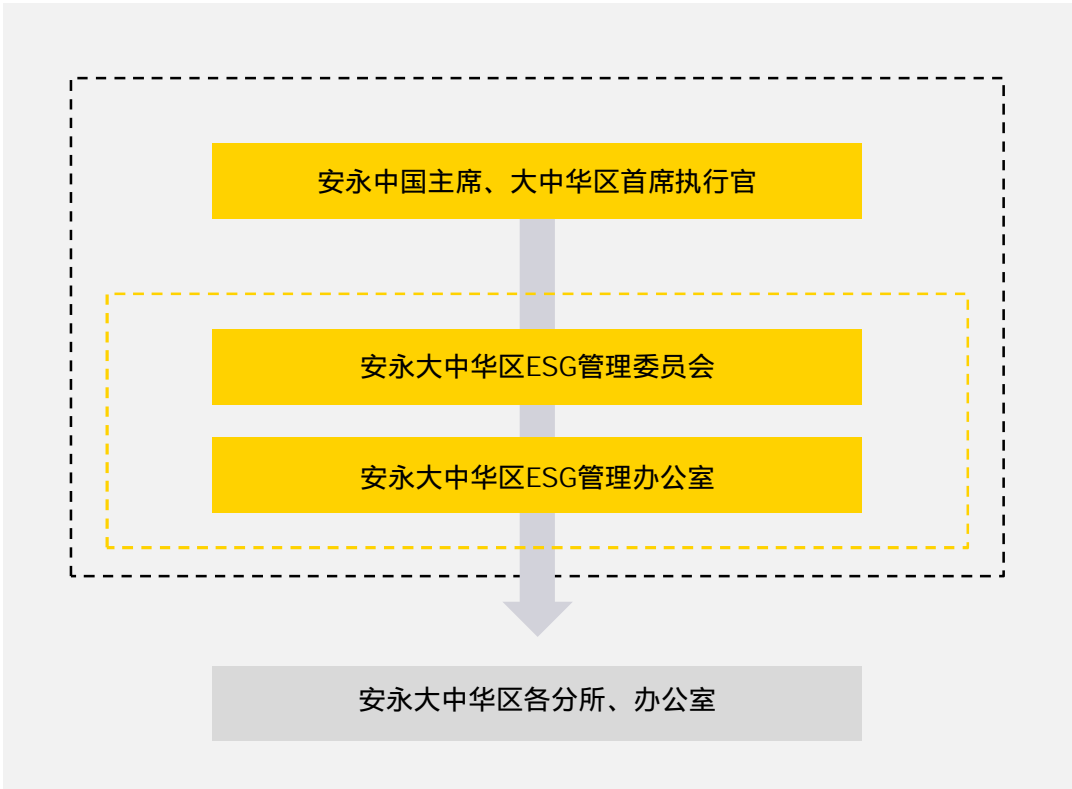 安永中国主席、大中华区首席执行官
安永大中华区ESG管理委员会
安永大中华区ESG管理办公室
安永大中华区各分所、办公室